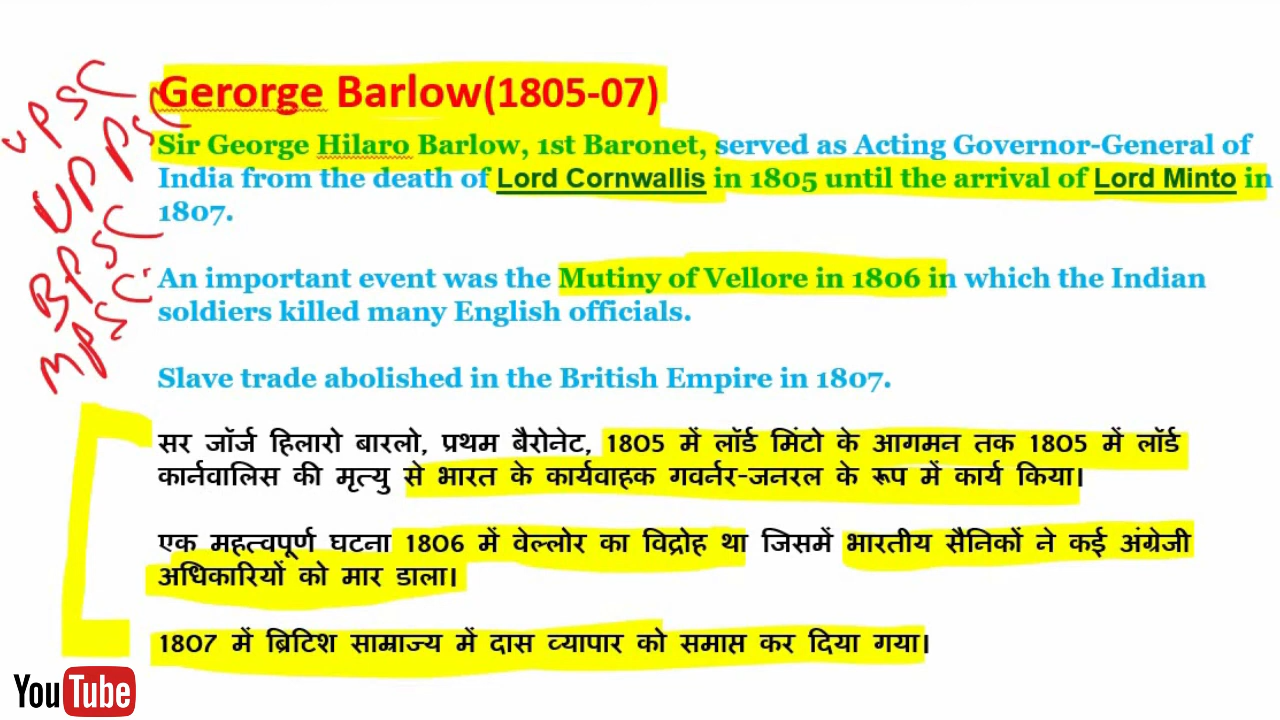 UPSC
UPPSC
BPSC
MPSC
Gerorge Barlow(1805-07)
Sir George Hilaro Barlow, 1st Baronet, served as Acting Governor-General of
India from the death of Lord Cornwallis in 1805 until the arrival of Lord Minto in
1807.
An important event was the Mutiny of Vellore in 1806 in which the Indian
soldiers killed many English officials.
Slave trade abolished in the British Empire in 1807.
सर जॉर्ज हिलारो बारलो, प्रथम बैरोनेट, 1805 में लॉर्ड मिंटो के आगमन तक 1805 में लॉर्ड
कार्नवालिस की मृत्यु से भारत के कार्यवाहक गवर्नर-जनरल के रूप में कार्य किया।
एक महत्वपूर्ण घटना 1806 में वेल्लोर का विद्रोह था जिसमें भारतीय सैनिकों ने कई अंग्रेजी
अधिकारियों को मार डाला।
1807 में ब्रिटिश साम्राज्य में दास व्यापार को समाप्त कर दिया गया।
YouTube